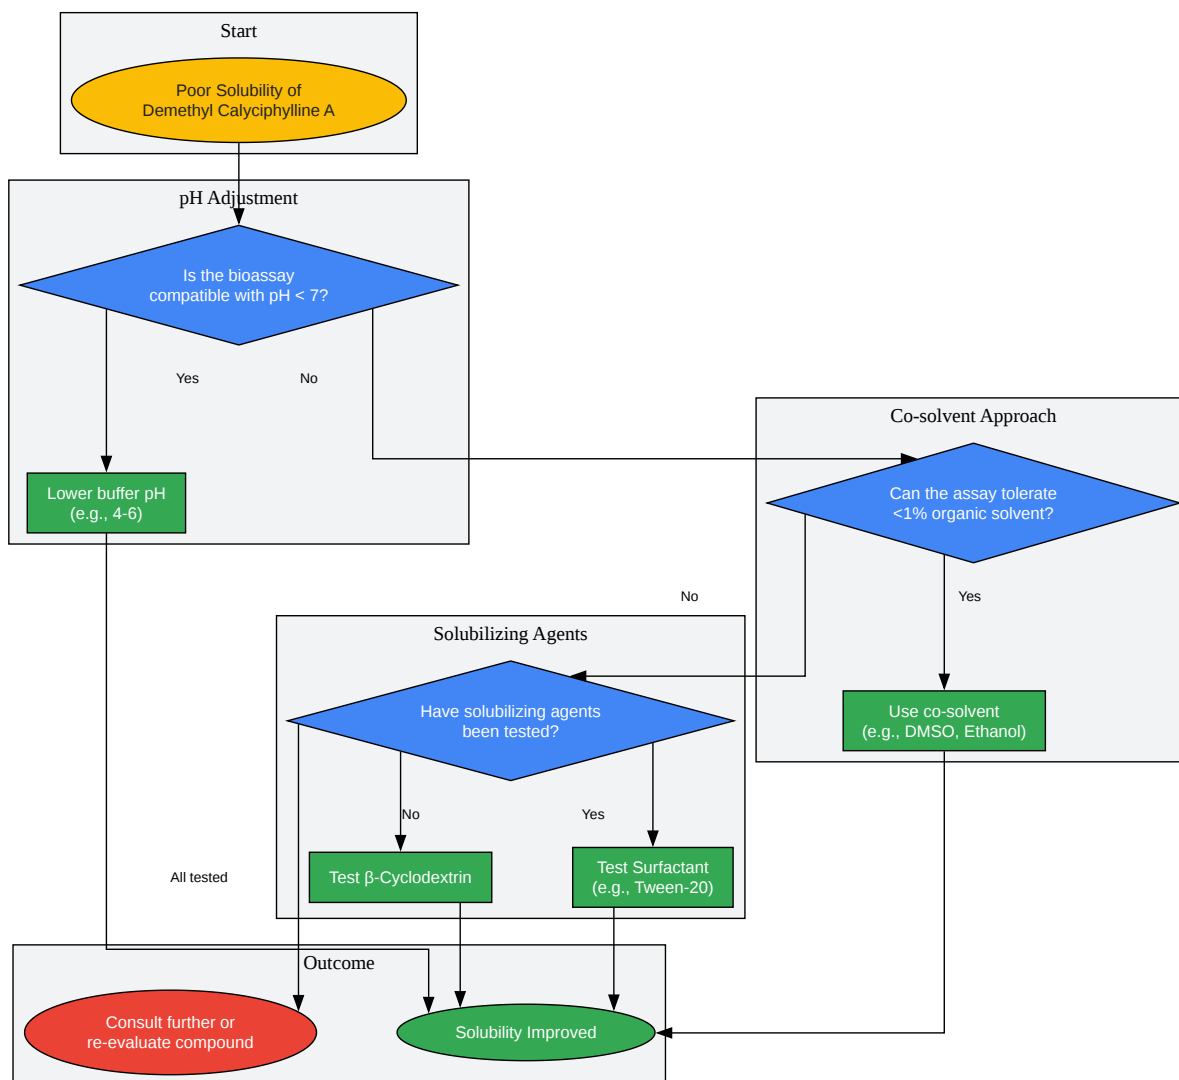 Start
Poor Solubility of
Demethyl Calyciphylline A
pH Adjustment
Is the bioassay
compatible with pH < 7?
Yes
No
Lower buffer pH
(e.g., 4-6)
Co-solvent Approach
Can the assay tolerate
<1% organic solvent?
No
Yes
Use co-solvent
(e.g., DMSO, Ethanol)
Solubilizing Agents
Have solubilizing agents
been tested?
No
Yes
All tested
Test β-Cyclodextrin
Test Surfactant
(e.g., Tween-20)
Outcome
Consult further or
re-evaluate compound
Solubility Improved